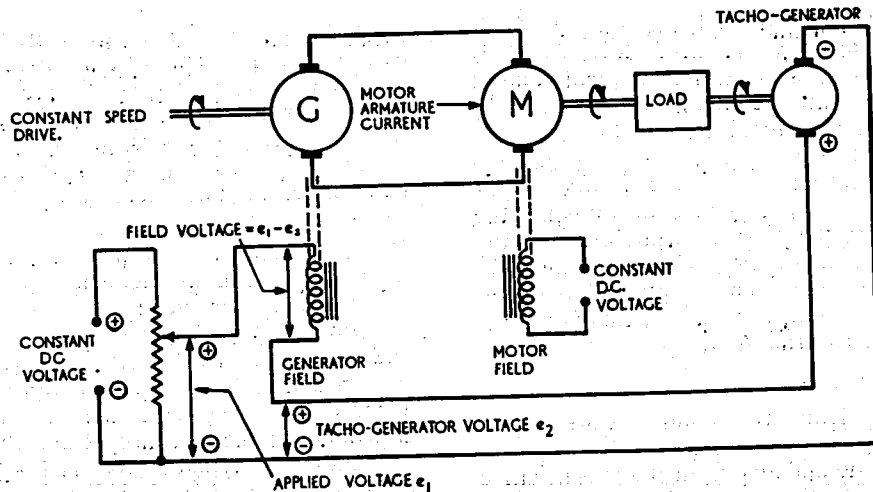 TACHO-GENERATOR
⊖
CONSTANT SPEED
DRIVE.
G
MOTOR
ARMATURE
CURRENT
M
LOAD
⊕
FIELD VOLTAGE = e₁ - e₂
CONSTANT
D.C.
VOLTAGE
⊕
CONSTANT
DC
VOLTAGE
⊖
⊕
GENERATOR
FIELD
MOTOR
FIELD
⊕
TACHO-GENERATOR VOLTAGE e₂
⊖
⊖
APPLIED VOLTAGE e₁